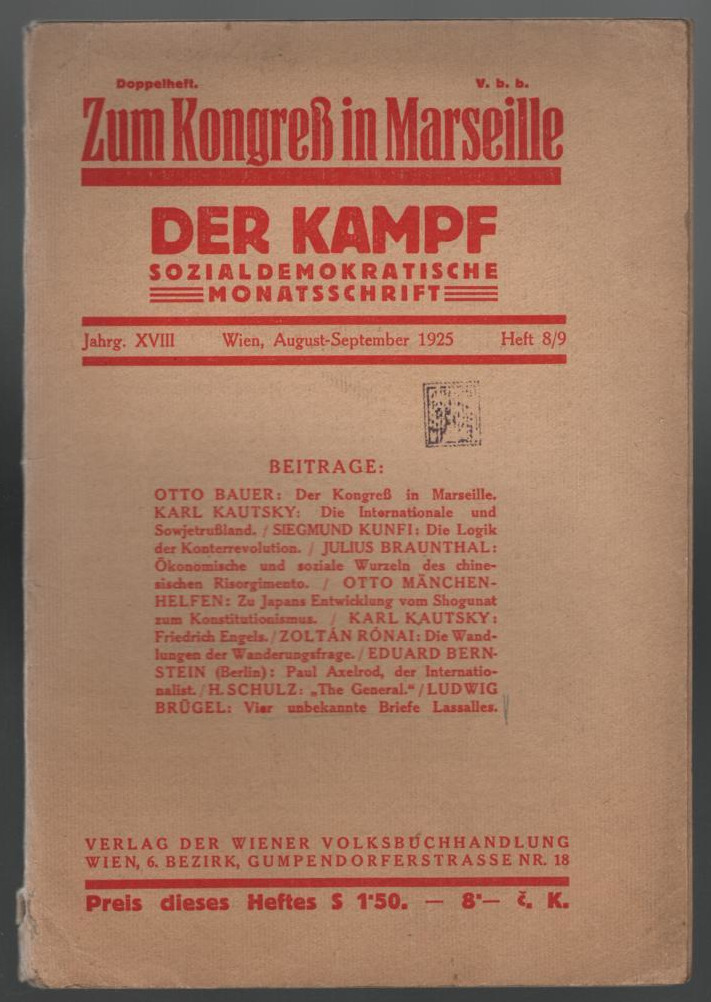 Doppelheft. V. b. b.
Zum Kongreß in Marseille
DER KAMPF
SOZIALDEMOKRATISCHE
MONATSSCHRIFT
Jahrg. XVIII Wien, August-September 1925 Heft 8/9
BEITRAGE:
OTTO BAUER: Der Kongreß in Marseille.
KARL KAUTSKY: Die Internationale und
Sowjetrußland. / SIEGMUND KUNFI: Die Logik
der Konterrevolution. / JULIUS BRAUNTHAL:
Ökonomische und soziale Wurzeln des chine-
sischen Risorgimento. / OTTO MÄNCHEN-
HELFEN: Zu Japans Entwicklung vom Shogunat
zum Konstitutionismus. / KARL KAUTSKY:
Friedrich Engels. / ZOLTÁN RÓNAI: Die Wand-
lungen der Wanderungsfrage. / EDUARD BERN-
STEIN (Berlin): Paul Axelrod, der Internatio-
nalist. / H. SCHULZ: „The General.“ / LUDWIG
BRÜGEL: Vier unbekannte Briefe Lassalles.
VERLAG DER WIENER VOLKSBUCHHANDLUNG
WIEN, 6. BEZIRK, GUMPENDORFERSTRASSE NR. 18
Preis dieses Heftes S 1·50. — 8·— č. K.